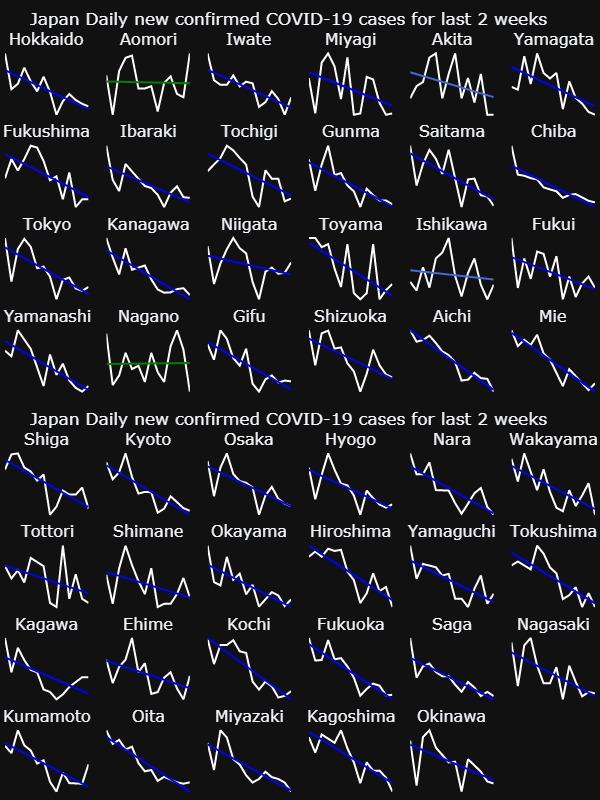 Japan Daily new confirmed COVID-19 cases for last 2 weeks
Hokkaido Aomori Iwate Miyagi Akita Yamagata
Fukushima Ibaraki Tochigi Gunma Saitama Chiba
Tokyo Kanagawa Niigata Toyama Ishikawa Fukui
Yamanashi Nagano Gifu Shizuoka Aichi Mie
Japan Daily new confirmed COVID-19 cases for last 2 weeks
Shiga Kyoto Osaka Hyogo Nara Wakayama
Tottori Shimane Okayama Hiroshima Yamaguchi Tokushima
Kagawa Ehime Kochi Fukuoka Saga Nagasaki
Kumamoto Oita Miyazaki Kagoshima Okinawa